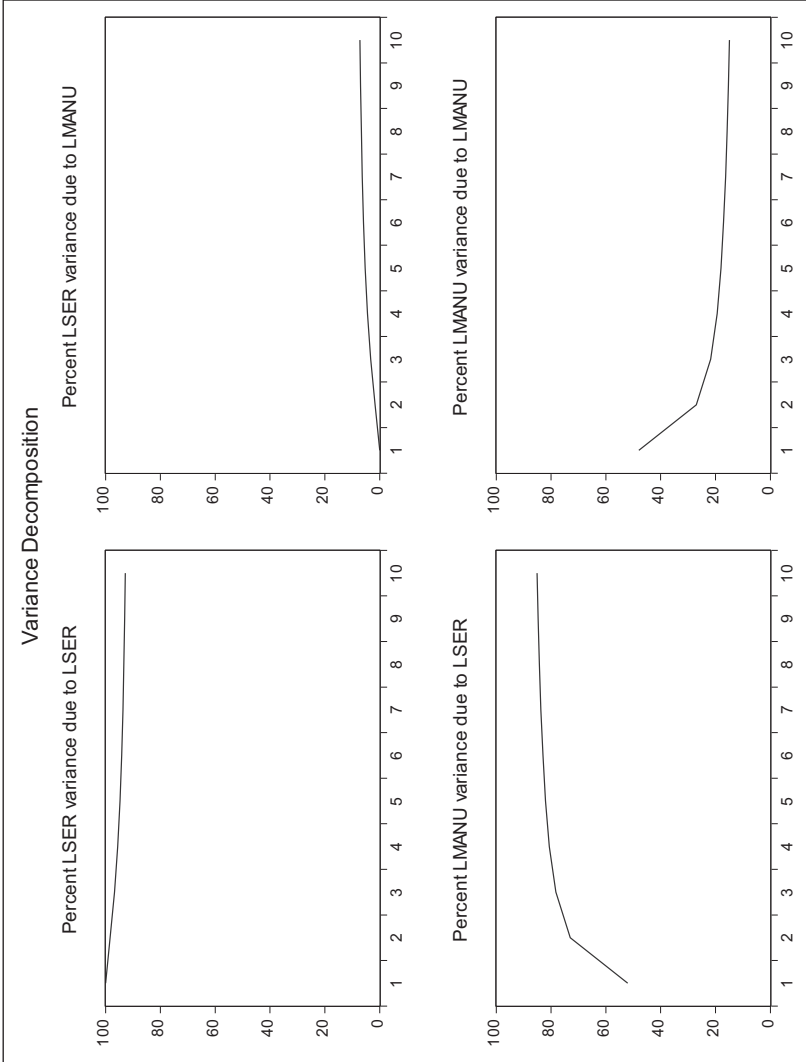 Variance Decomposition
Percent LSER variance due to LSER
100
80
60
40
20
0
1 2 3 4 5 6 7 8 9 10
Percent LSER variance due to LMANU
100
80
60
40
20
0
1 2 3 4 5 6 7 8 9 10
Percent LMANU variance due to LSER
100
80
60
40
20
0
1 2 3 4 5 6 7 8 9 10
Percent LMANU variance due to LMANU
100
80
60
40
20
0
1 2 3 4 5 6 7 8 9 10